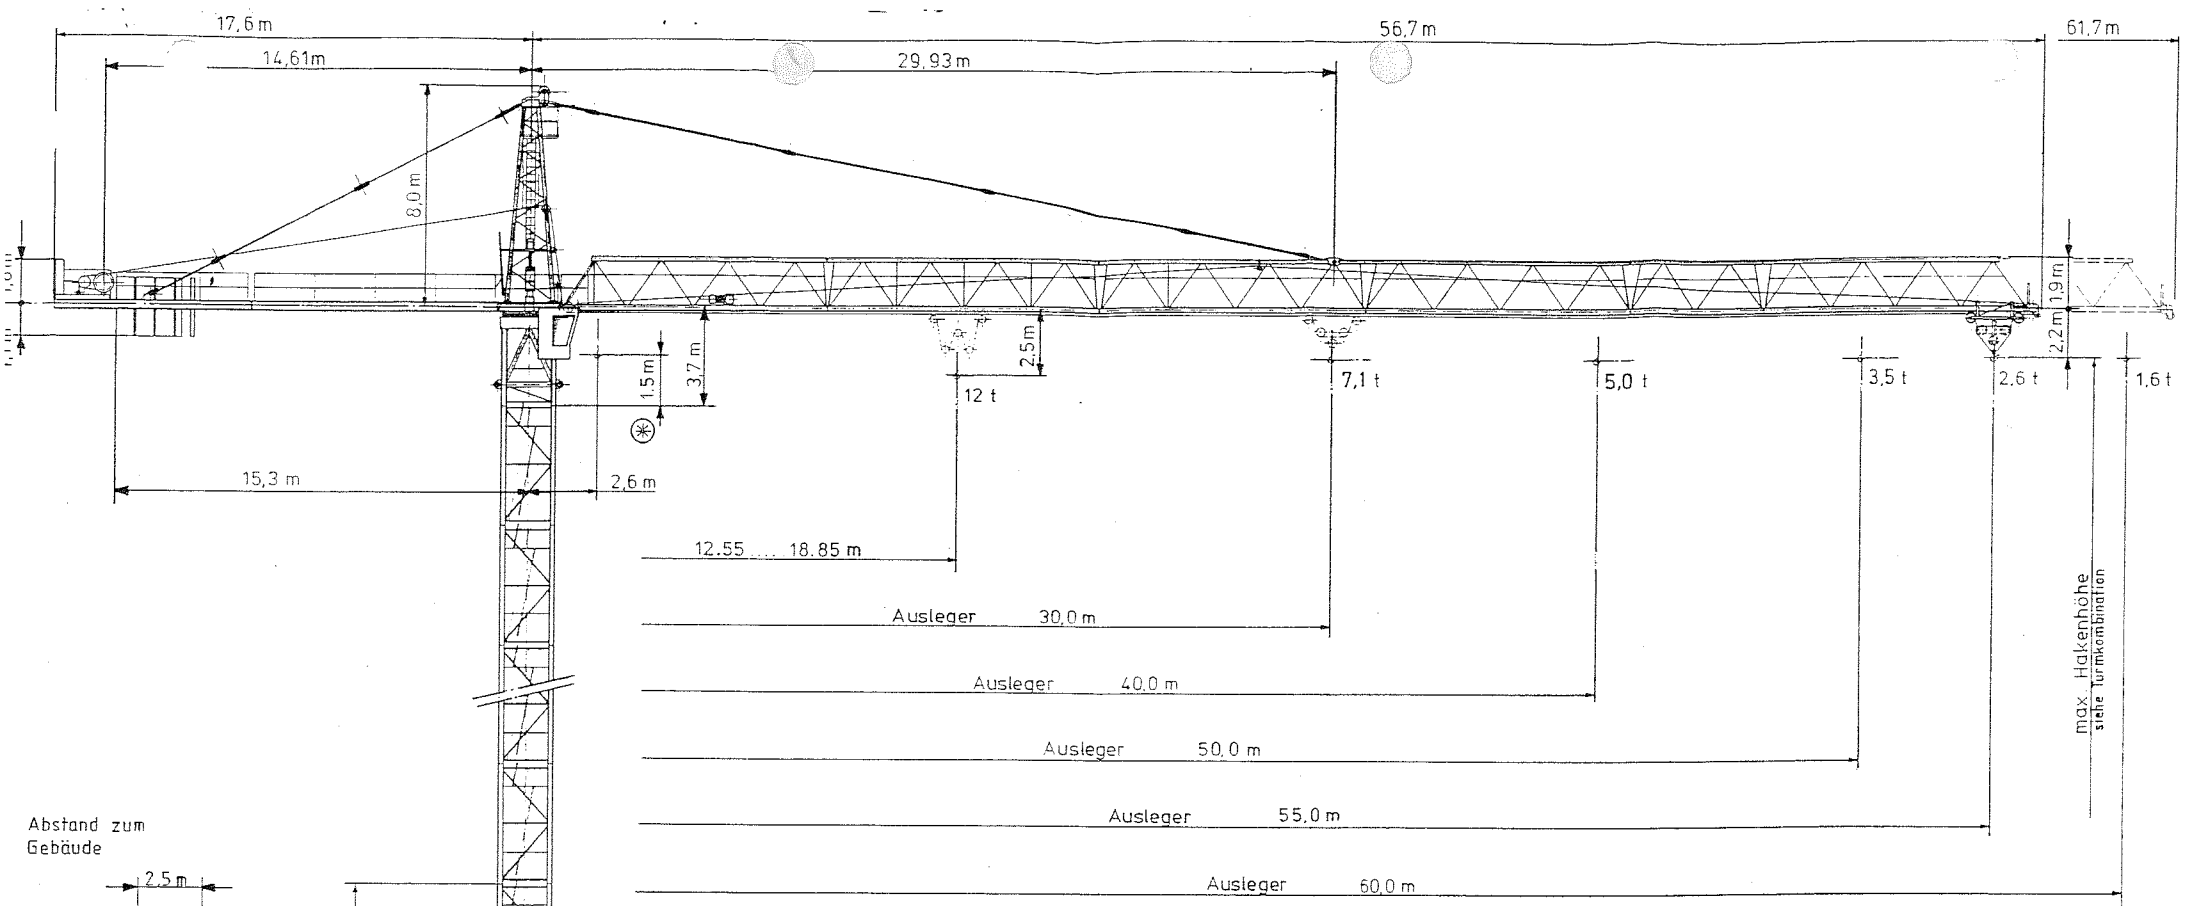 17,6 m
56,7 m
61,7m
14,61m
29,93 m
8,0 m
1,9 m
2,2 m
2.5m
3,7 m
1.5m
12 t
7,1 t
5,0 t
3,5 t
2,6 t
1,6 t
15,3 m
2,6 m
12.55 .... 18.85 m
Ausleger 30,0 m
Ausleger 40,0 m
Ausleger 50,0 m
Ausleger 55,0 m
Ausleger 60,0 m
max. Hakenhöhe
siehe Turmkombination
Abstand zum
Gebäude
2.5 m